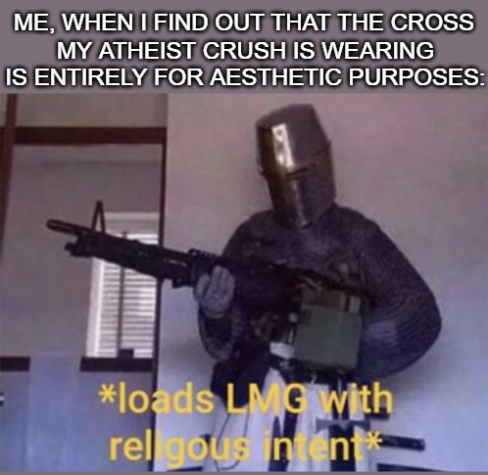 ME, WHEN I FIND OUT THAT THE CROSS
MY ATHEIST CRUSH IS WEARING
IS ENTIRELY FOR AESTHETIC PURPOSES:
*loads LMG with
religous intent*